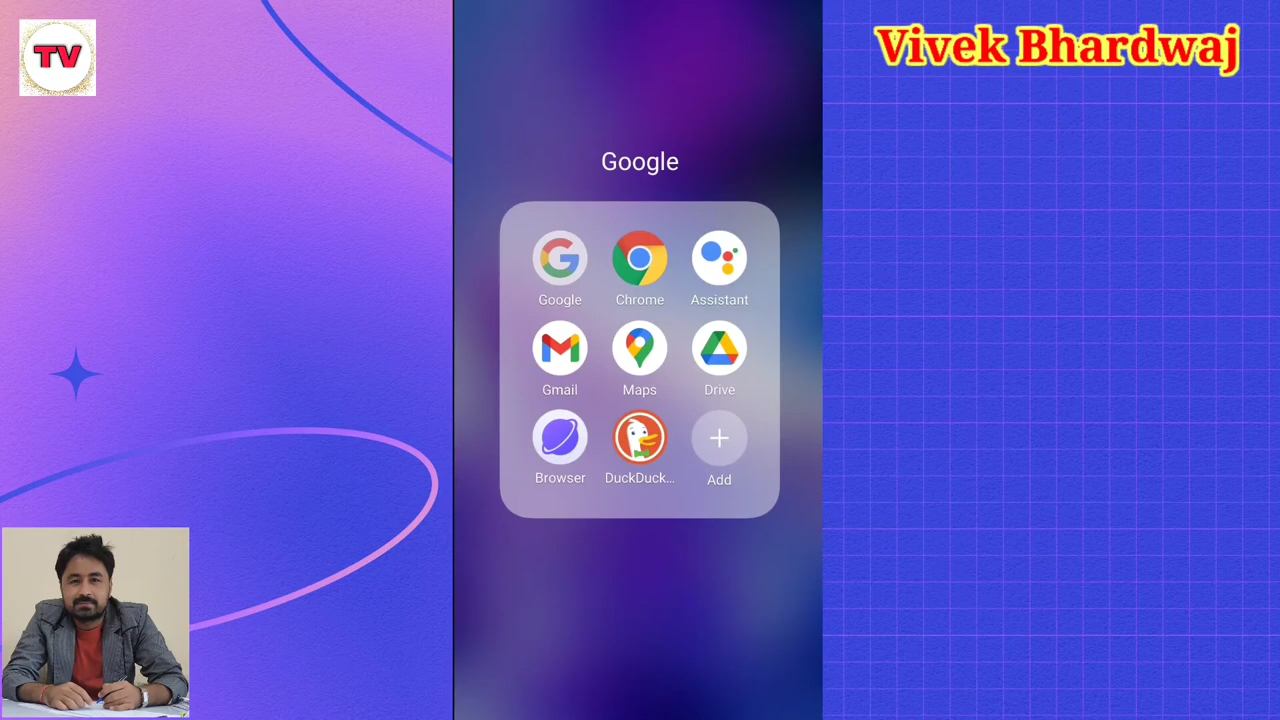 TV
Vivek Bhardwaj
Google
Google Chrome Assistant
Gmail Maps Drive
Browser DuckDuck... Add